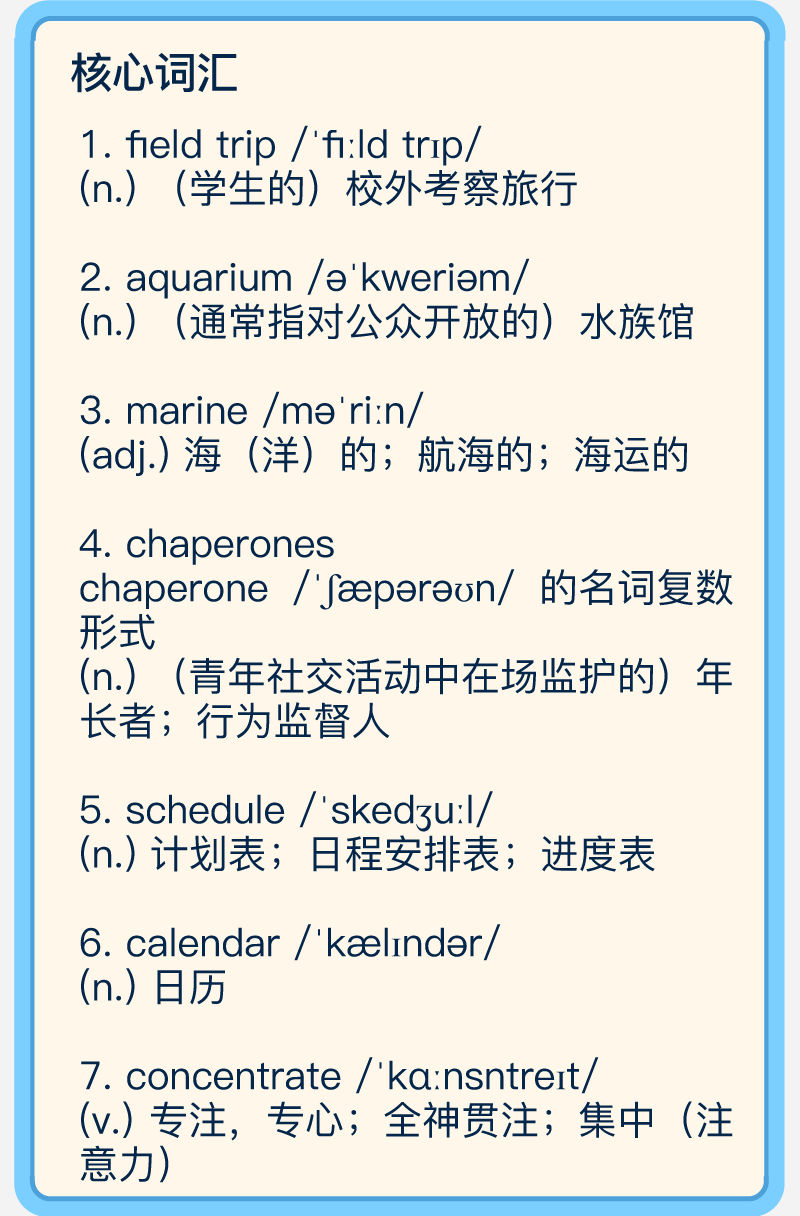 核心词汇
1. field trip /ˈfiːld trɪp/
(n.) （学生的）校外考察旅行
2. aquarium /əˈkweriəm/
(n.) （通常指对公众开放的）水族馆
3. marine /məˈriːn/
(adj.) 海（洋）的；航海的；海运的
4. chaperones
chaperone /ˈʃæpərəʊn/ 的名词复数
形式
(n.) （青年社交活动中在场监护的）年
长者；行为监督人
5. schedule /ˈskedʒuːl/
(n.) 计划表；日程安排表；进度表
6. calendar /ˈkælɪndər/
(n.) 日历
7. concentrate /ˈkɑːnsntreɪt/
(v.) 专注，专心；全神贯注；集中（注
意力）